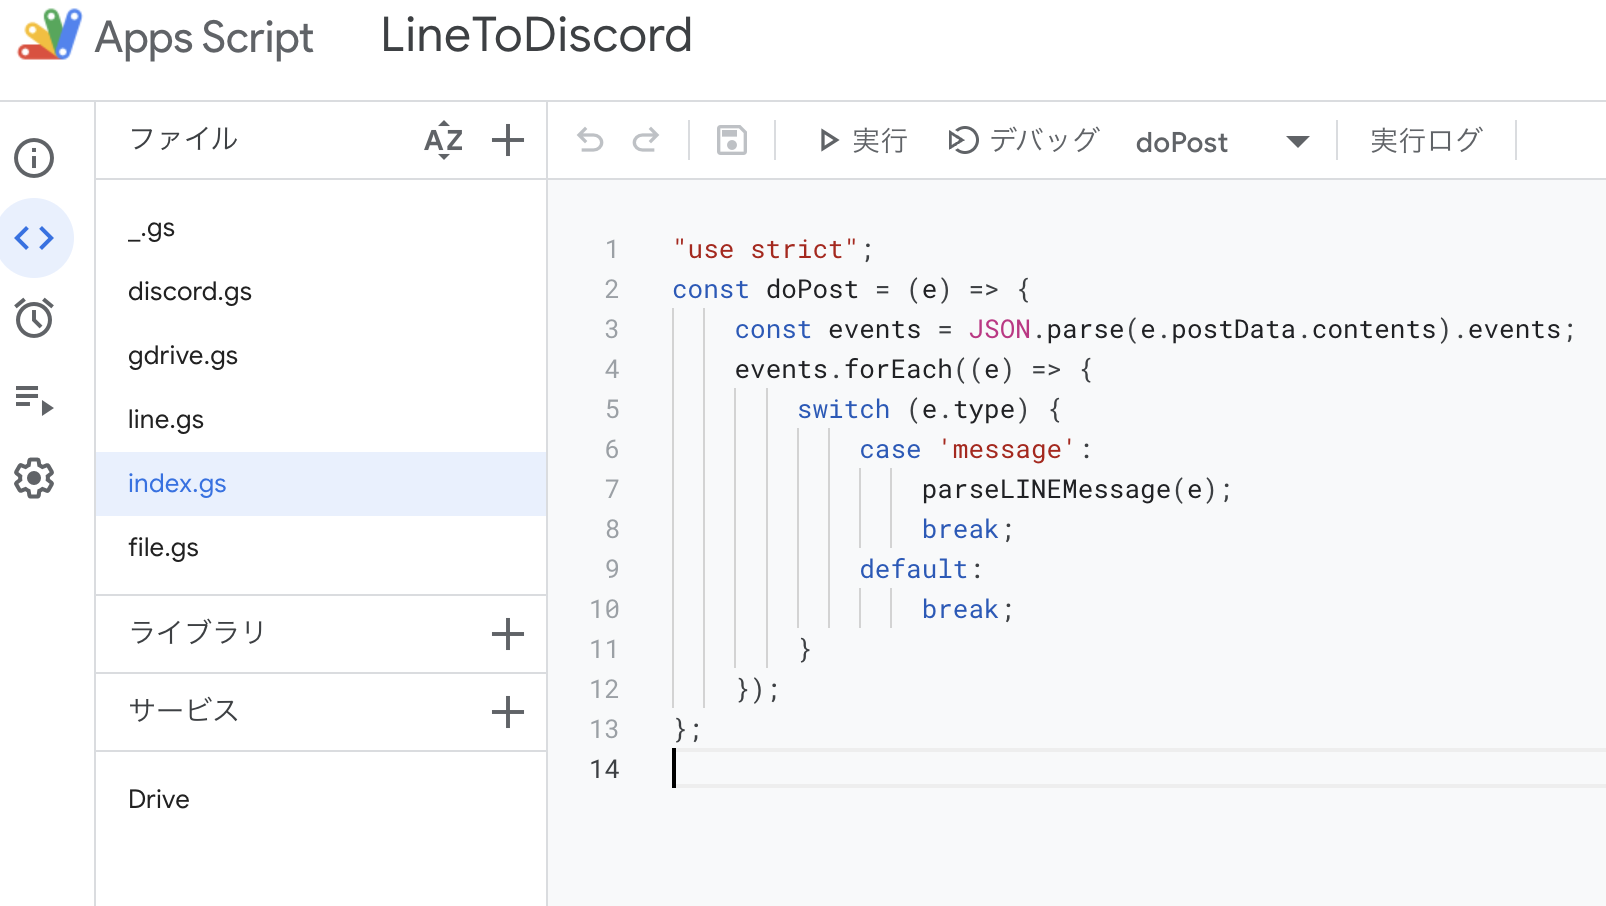 Apps Script LineToDiscord
ファイル AZ
_.gs
discord.gs
gdrive.gs
line.gs
index.gs
file.gs
ライブラリ
サービス
Drive
実行 デバッグ doPost 実行ログ
1 "use strict";
2 const doPost = (e) => {
3 const events = JSON.parse(e.postData.contents).events;
4 events.forEach((e) => {
5 switch (e.type) {
6 case 'message':
7 parseLINEMessage(e);
8 break;
9 default:
10 break;
11 }
12 });
13 };
14